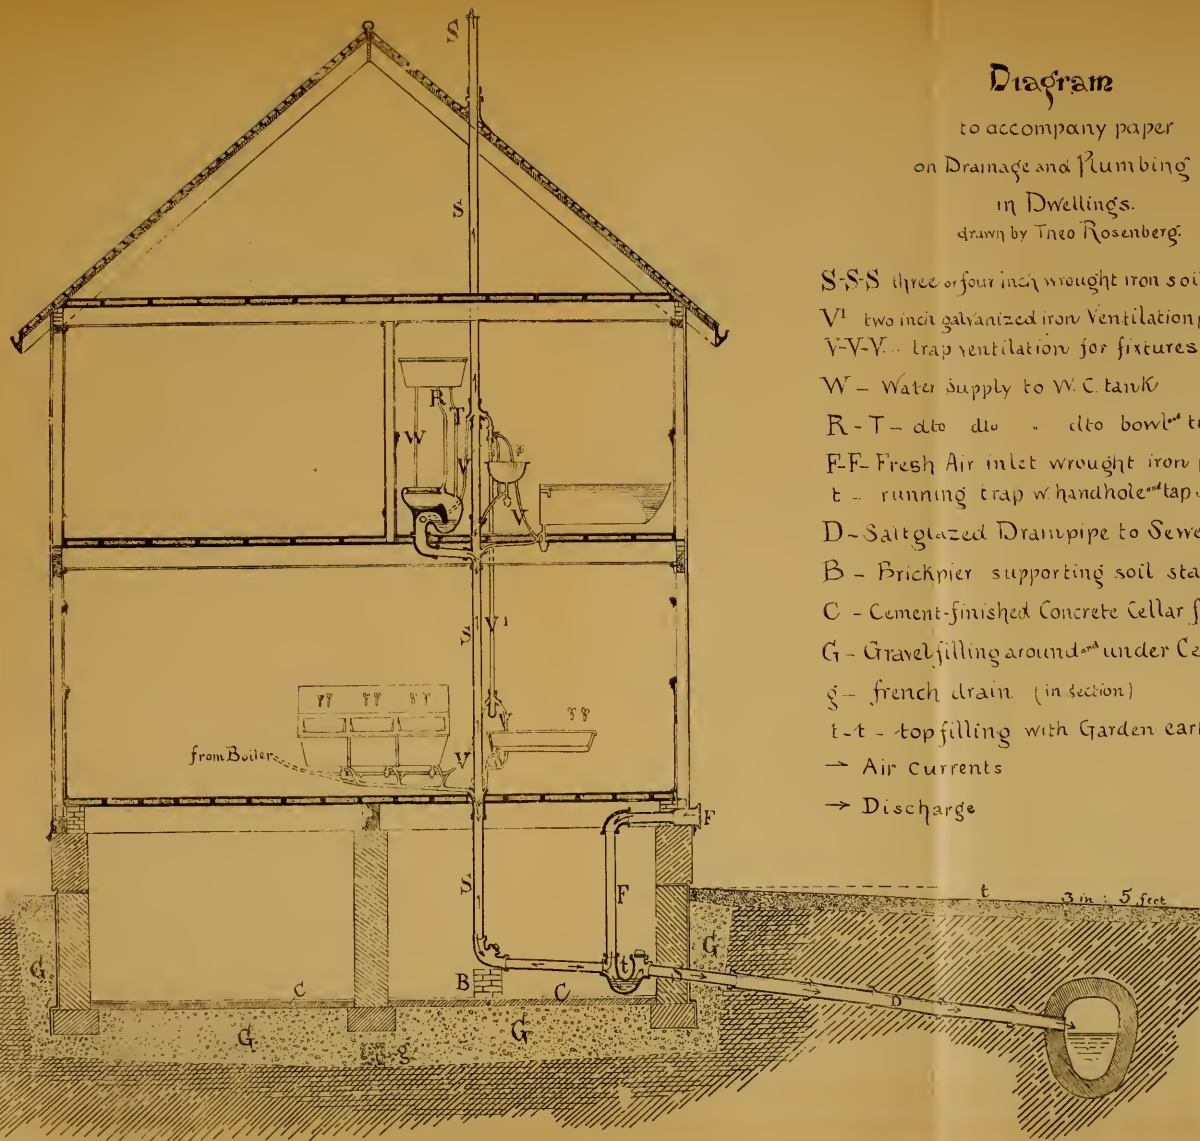 Diagram
to accompany paper
on Drainage and Plumbing
in Dwellings.
drawn by Theo Rosenberg.
S-S-S three or four inch wrought iron soil
V¹ two inch galvanized iron Ventilation
V-V-V... trap ventilation for fixtures
W - Water Supply to W.C. tank
R - T - dto dto " dto bowl and
F-F- Fresh Air inlet wrought iron
t - running trap w. handhole and tap
D - Saltglazed Drainpipe to Sewe
B - Brickpier supporting soil sta
C - Cement-finished Concrete Cellar f
G - Gravelfilling around and under Ce
g - french drain (in section)
t-t - topfilling with Garden ear
→ Air Currents
→ Discharge
S
S
R
T
W
V
V
S
V¹
from Boiler
V
F
S
F
t
3 in : 5 feet
G
G
t
B
S
D
C
C
G
G
g